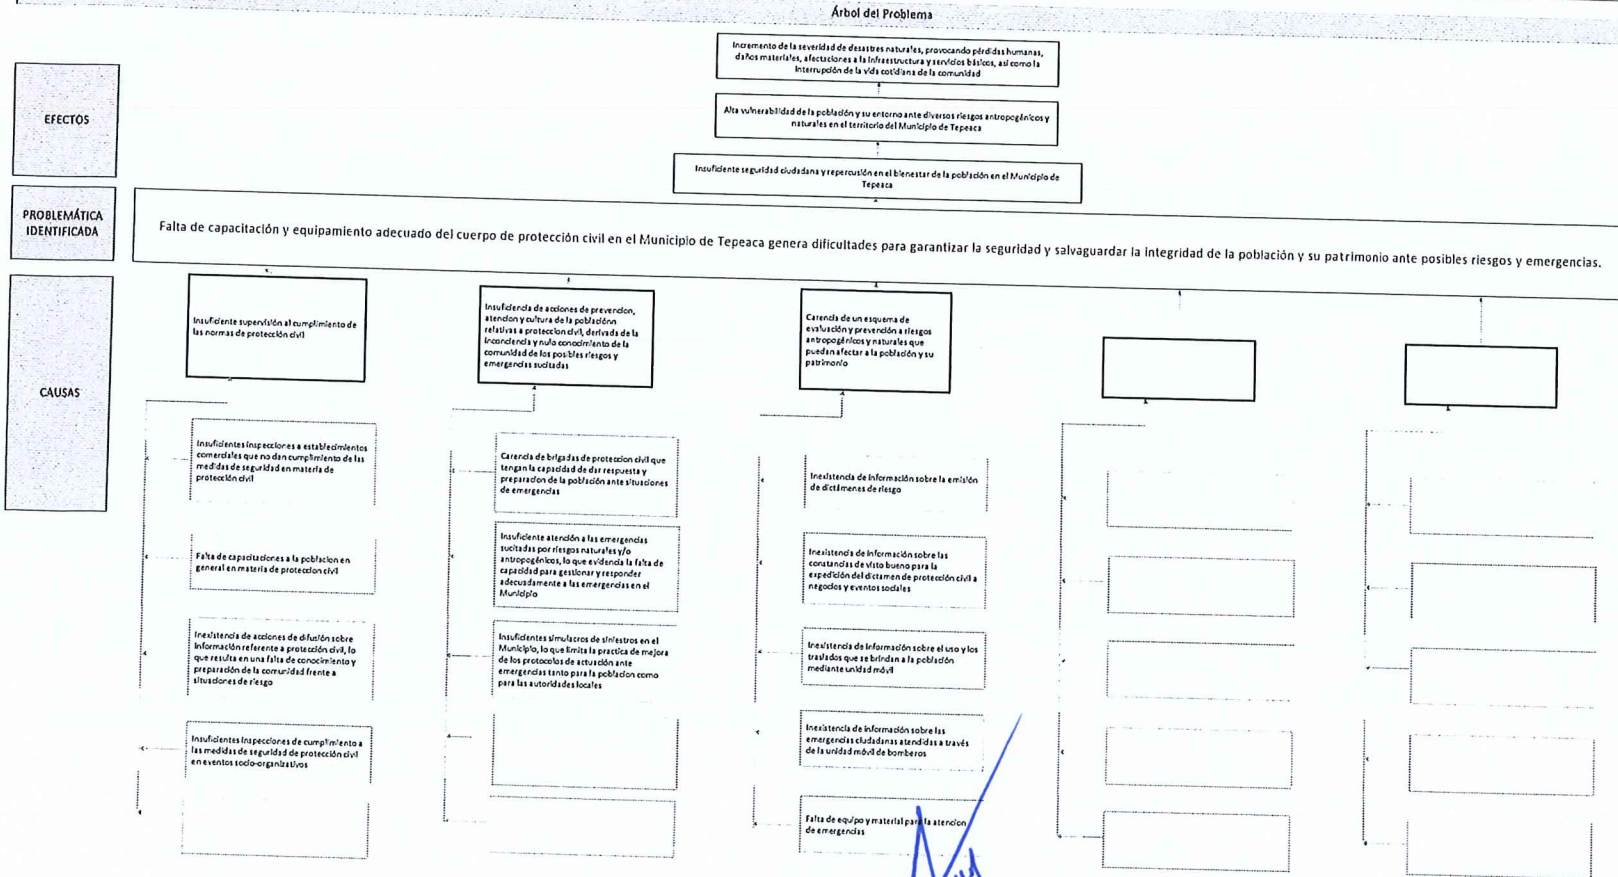 Árbol del Problema
Incremento de la severidad de desastres naturales, provocando pérdidas humanas,
daños materiales, afectaciones a la infraestructura y servicios básicos, así como la
interrupción de la vida cotidiana de la comunidad
EFECTOS
Alta vulnerabilidad de la población y su entorno ante diversos riesgos antropogénicos y
naturales en el territorio del Municipio de Tepeaca
Insuficiente seguridad ciudadana y repercusión en el bienestar de la población en el Municipio de
Tepeaca
PROBLEMÁTICA
IDENTIFICADA
Falta de capacitación y equipamiento adecuado del cuerpo de protección civil en el Municipio de Tepeaca genera dificultades para garantizar la seguridad y salvaguardar la integridad de la población y su patrimonio ante posibles riesgos y emergencias.
CAUSAS
Insuficiente supervisión al cumplimiento de
las normas de protección civil
Insuficientes inspecciones a establecimientos
comerciales que no dan cumplimiento de las
medidas de seguridad en materia de
protección civil
Falta de capacitaciones a la poblacion en
general en materia de protección civil
Inexistencia de acciones de difusión sobre
información referente a protección civil, lo
que resulta en una falta de conocimiento y
preparación de la comunidad frente a
situaciones de riesgo
Insuficientes inspecciones de cumplimiento a
las medidas de seguridad de protección civil
en eventos socio-organizativos
Insuficiencia de acciones de prevencion,
atencion y cultura de la poblaciónn
relativas a proteccion civil, derivada de la
inconciencia y nulo conocimiento de la
comunidad de los posibles riesgos y
emergencias sucitadas
Carencia de brigadas de proteccion civil que
tengan la capacidad de dar respuesta y
preparacion de la población ante situaciones
de emergencias
Insuficiente atención a las emergencias
sucitadas por riesgos naturales y/o
antropogénicos, lo que evidencia la falta de
capacidad para gestionar y responder
adecuadamente a las emergencias en el
Municipio
Insuficientes simulacros de siniestros en el
Municipio, lo que limita la practica de mejora
de los protocolos de actuación ante
emergencias tanto para la poblacion como
para las autoridades locales
Carencia de un esquema de
evaluación y prevención a riesgos
antropogénicos y naturales que
puedan afectar a la población y su
patrimonio
Inexistencia de información sobre la emisión
de dictámenes de riesgo
Inexistencia de información sobre las
constancias de visto bueno para la
expedición del dictamen de protección civil a
negocios y eventos sociales
Inexistencia de información sobre el uso y los
traslados que se brindan a la población
mediante unidad móvil
Inexistencia de información sobre las
emergencias ciudadanas atendidas a través
de la unidad móvil de bomberos
Falta de equipo y material para la atencion
de emergencias